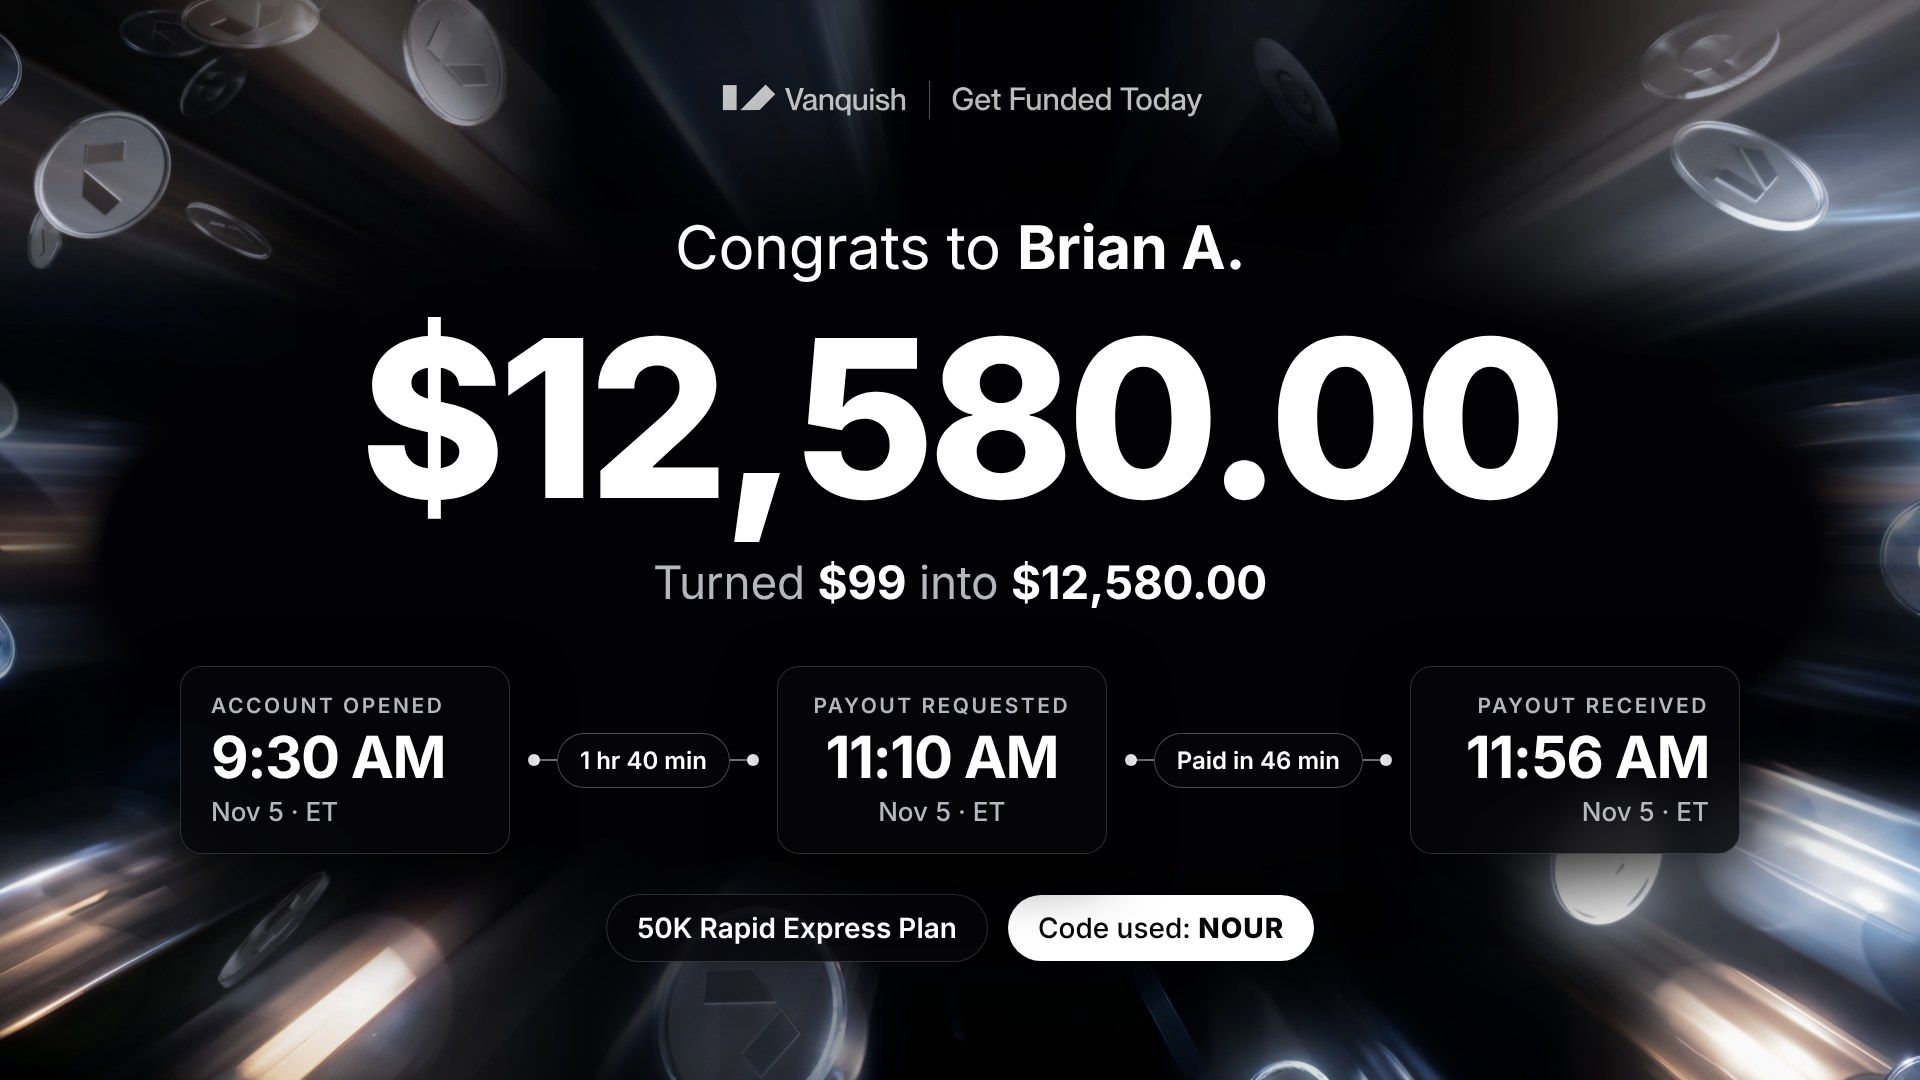 Vanquish | Get Funded Today
Congrats to Brian A.
$12,580.00
Turned $99 into $12,580.00
ACCOUNT OPENED
9:30 AM
Nov 5 · ET
1 hr 40 min
PAYOUT REQUESTED
11:10 AM
Nov 5 · ET
Paid in 46 min
PAYOUT RECEIVED
11:56 AM
Nov 5 · ET
50K Rapid Express Plan
Code used: NOUR